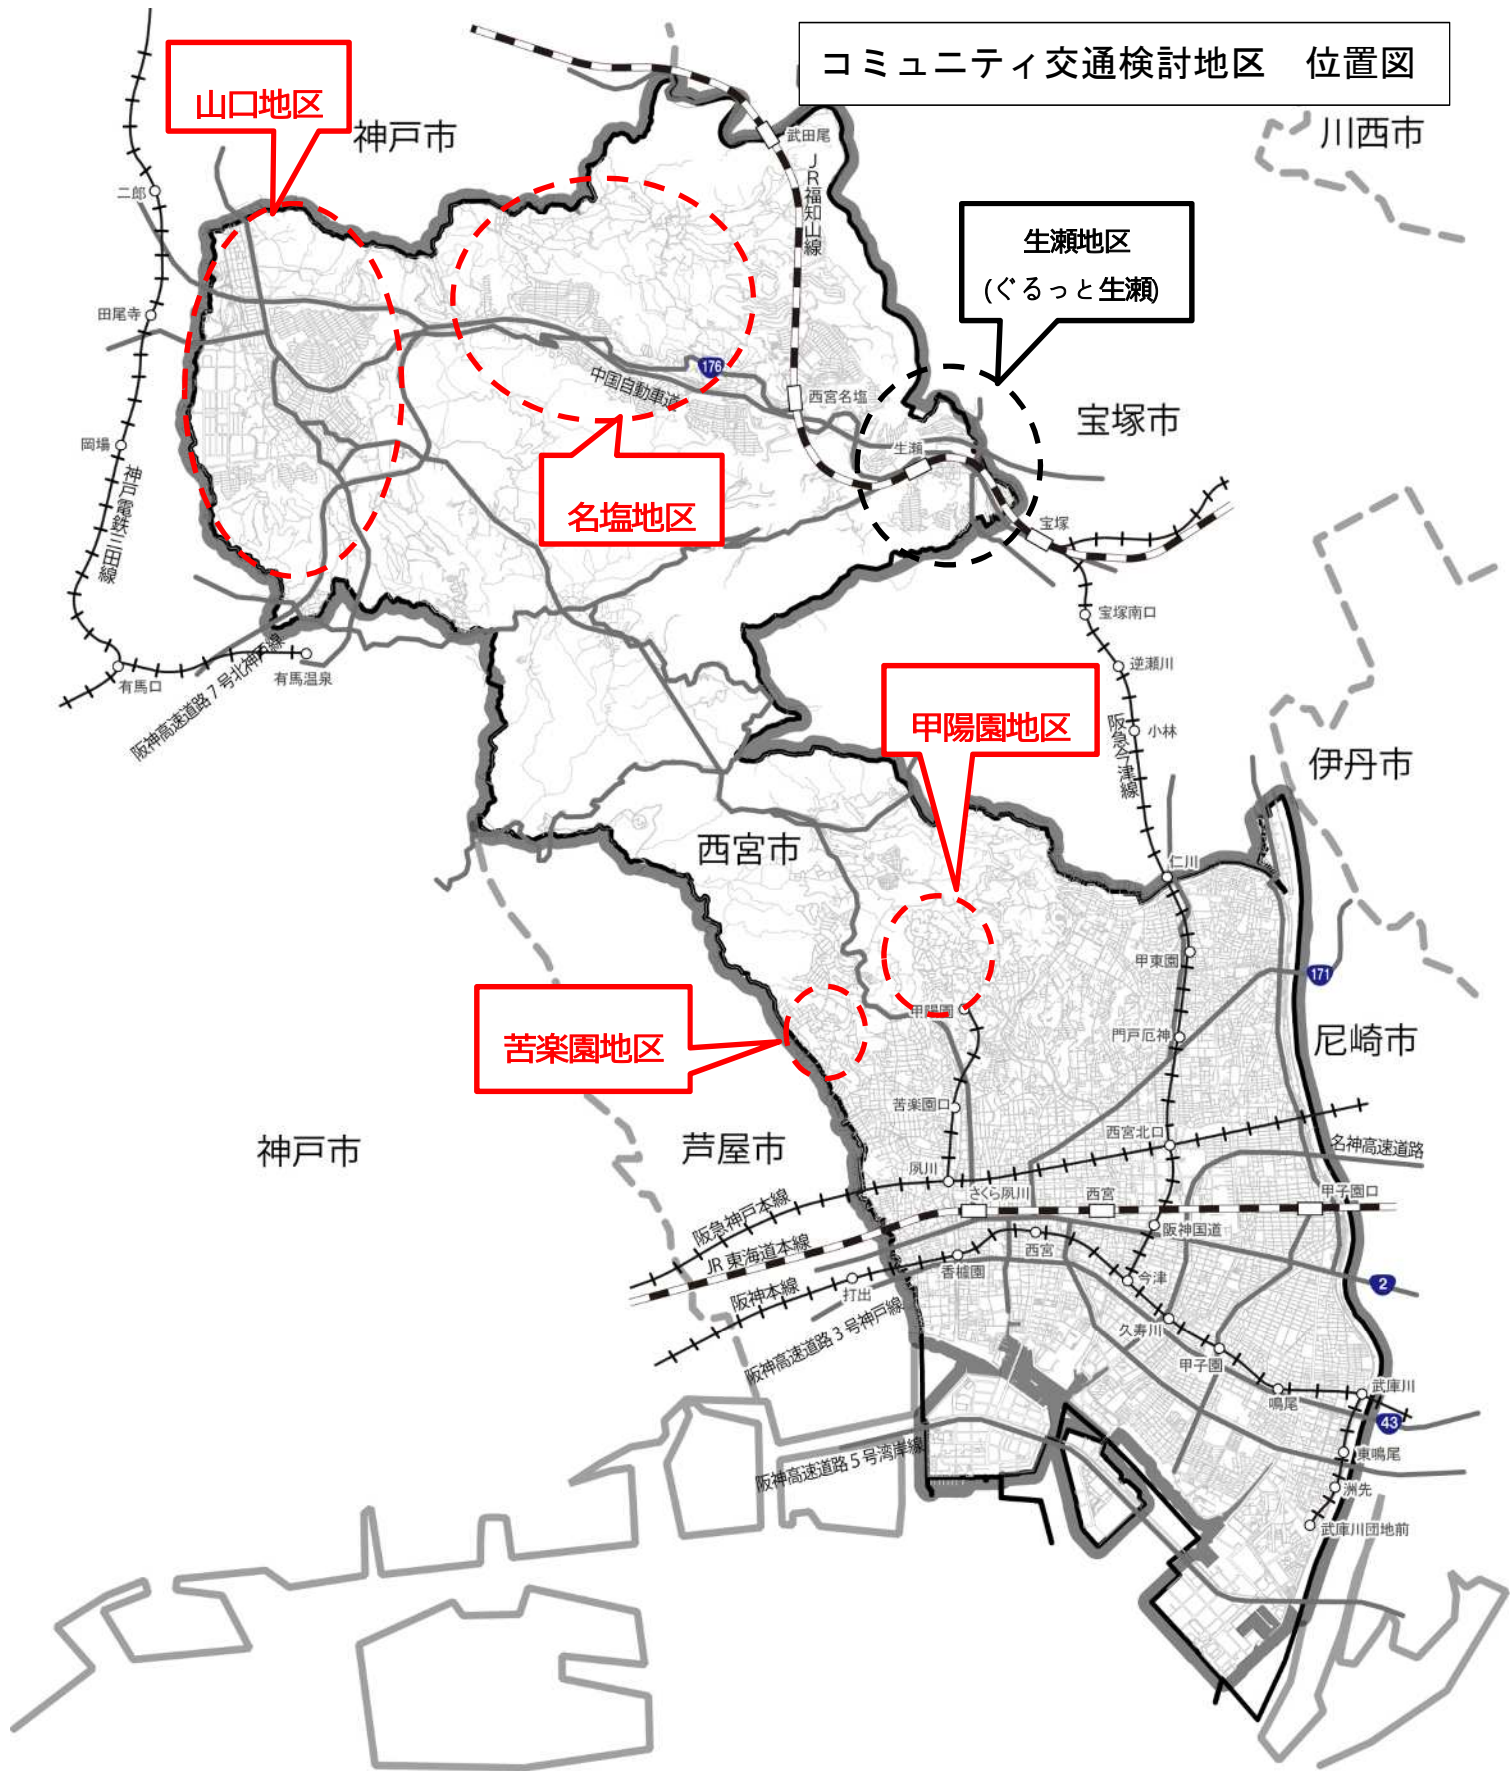 コミュニティ交通検討地区　位置図
山口地区
神戸市
川西市
武田尾
JR福知山線
二郎
生瀬地区
(ぐるっと生瀬)
田尾寺
176
中国自動車道
西宮名塩
宝塚市
岡場
生瀬
神戸電鉄三田線
名塩地区
宝塚
宝塚南口
有馬口
有馬温泉
阪神高速道路7号北神戸線
逆瀬川
甲陽園地区
阪急今津線
小林
伊丹市
西宮市
仁川
甲東園
171
甲陽園
苦楽園地区
門戸厄神
尼崎市
苦楽園口
西宮北口
名神高速道路
神戸市
芦屋市
夙川
さくら夙川
西宮
甲子園口
阪急神戸本線
JR東海道本線
阪神国道
西宮
香櫨園
阪神本線
打出
今津
2
阪神高速道路3号神戸線
久寿川
甲子園
鳴尾
武庫川
43
東鳴尾
阪神高速道路5号湾岸線
洲先
武庫川団地前